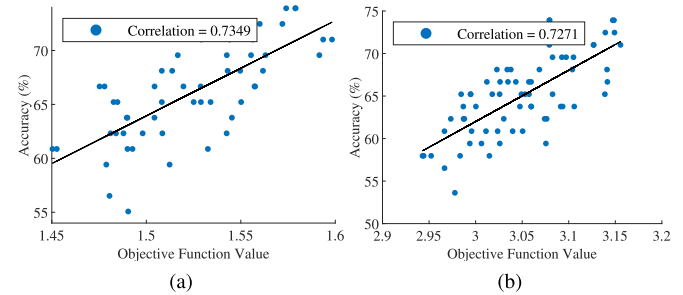 Correlation = 0.7349
70
65
60
55
1.45
1.5
1.55
1.6
Accuracy (%)
Objective Function Value
(a)
Correlation = 0.7271
75
70
65
60
55
50
2.9
2.95
3
3.05
3.1
3.15
3.2
Accuracy (%)
Objective Function Value
(b)